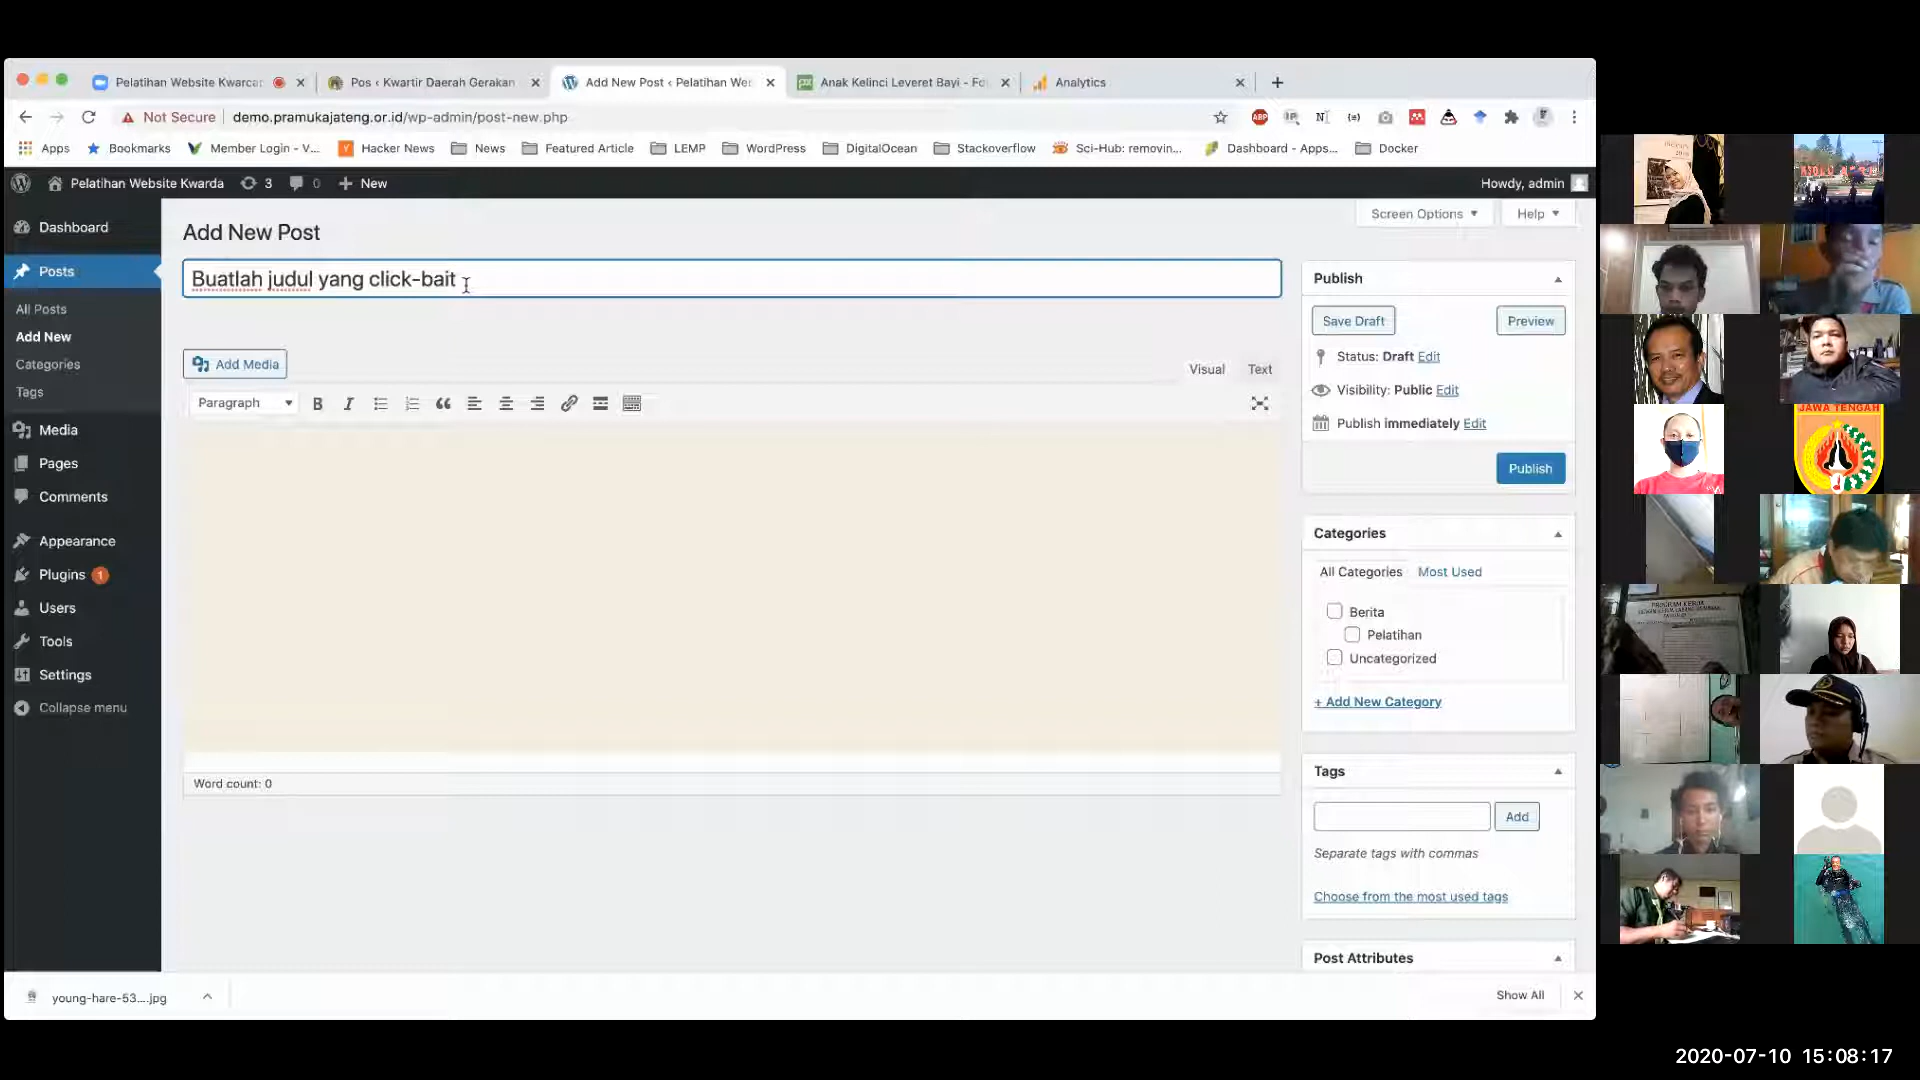 Pelatihan Website Kwarca
Pos ‹ Kwartir Daerah Gerakan
Add New Post ‹ Pelatihan We
Anak Kelinci Leveret Bayi - Fo
Analytics
Not Secure
demo.pramukajateng.or.id/wp-admin/post-new.php
ABP
Apps
Bookmarks
Member Login - V...
Hacker News
News
Featured Article
LEMP
WordPress
DigitalOcean
Stackoverflow
Sci-Hub: removin...
Dashboard - Apps...
Docker
Pelatihan Website Kwarda
3
0
New
Howdy, admin
Dashboard
Posts
All Posts
Add New
Categories
Tags
Media
Pages
Comments
Appearance
Plugins 1
Users
Tools
Settings
Collapse menu
Screen Options
Help
Add New Post
Buatlah judul yang click-bait
Add Media
Visual
Text
Paragraph
B
I
Word count: 0
Publish
Save Draft
Preview
Status: Draft Edit
Visibility: Public Edit
Publish immediately Edit
Publish
Categories
All Categories
Most Used
Berita
Pelatihan
Uncategorized
+ Add New Category
Tags
Add
Separate tags with commas
Choose from the most used tags
Post Attributes
young-hare-53....jpg
Show All
JAWA TENGAH
PROGRAM KERJA
2020-07-10 15:08:17